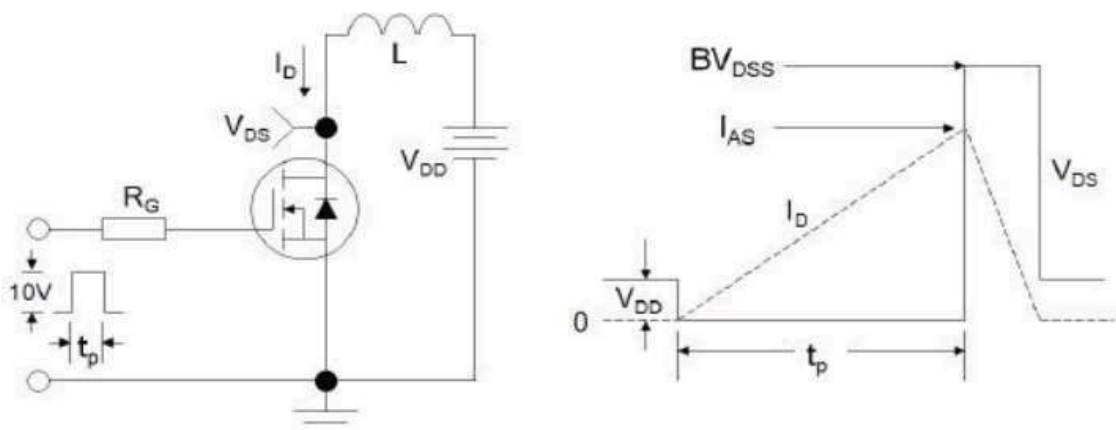 L
I_D
V_DS
V_DD
R_G
10V
t_p
BV_DSS
I_AS
V_DS
I_D
V_DD
0
t_p